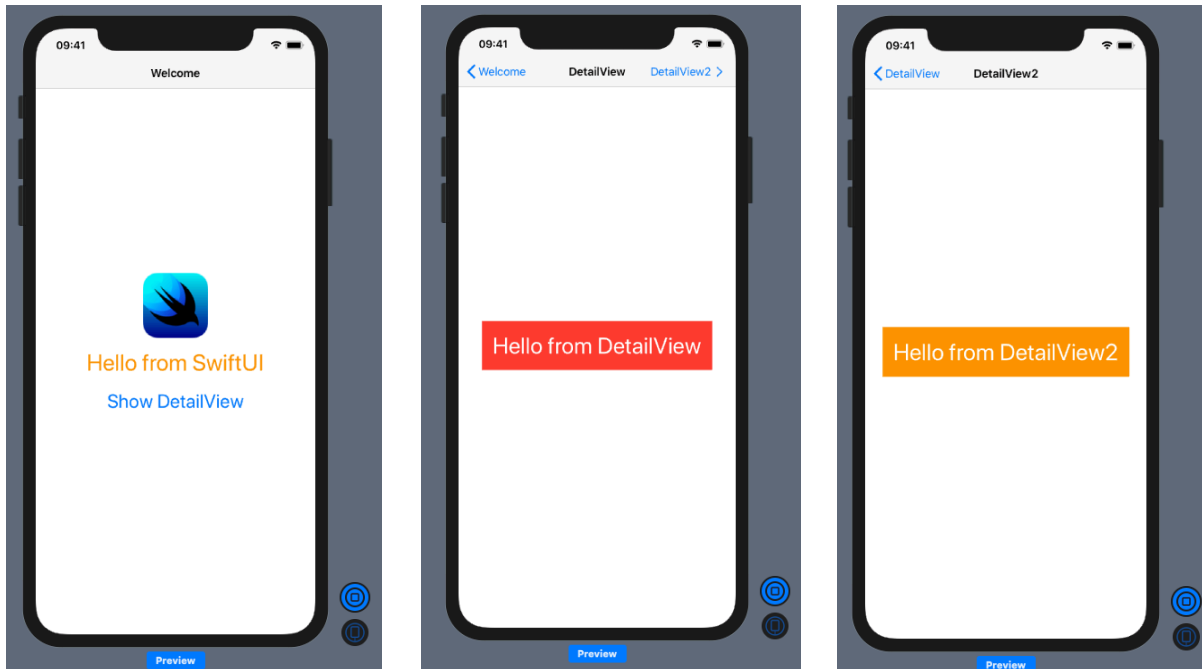 09:41
Welcome
Hello from SwiftUI
Show DetailView
Preview
09:41
Welcome DetailView DetailView2
Hello from DetailView
Preview
09:41
DetailView DetailView2
Hello from DetailView2
Preview